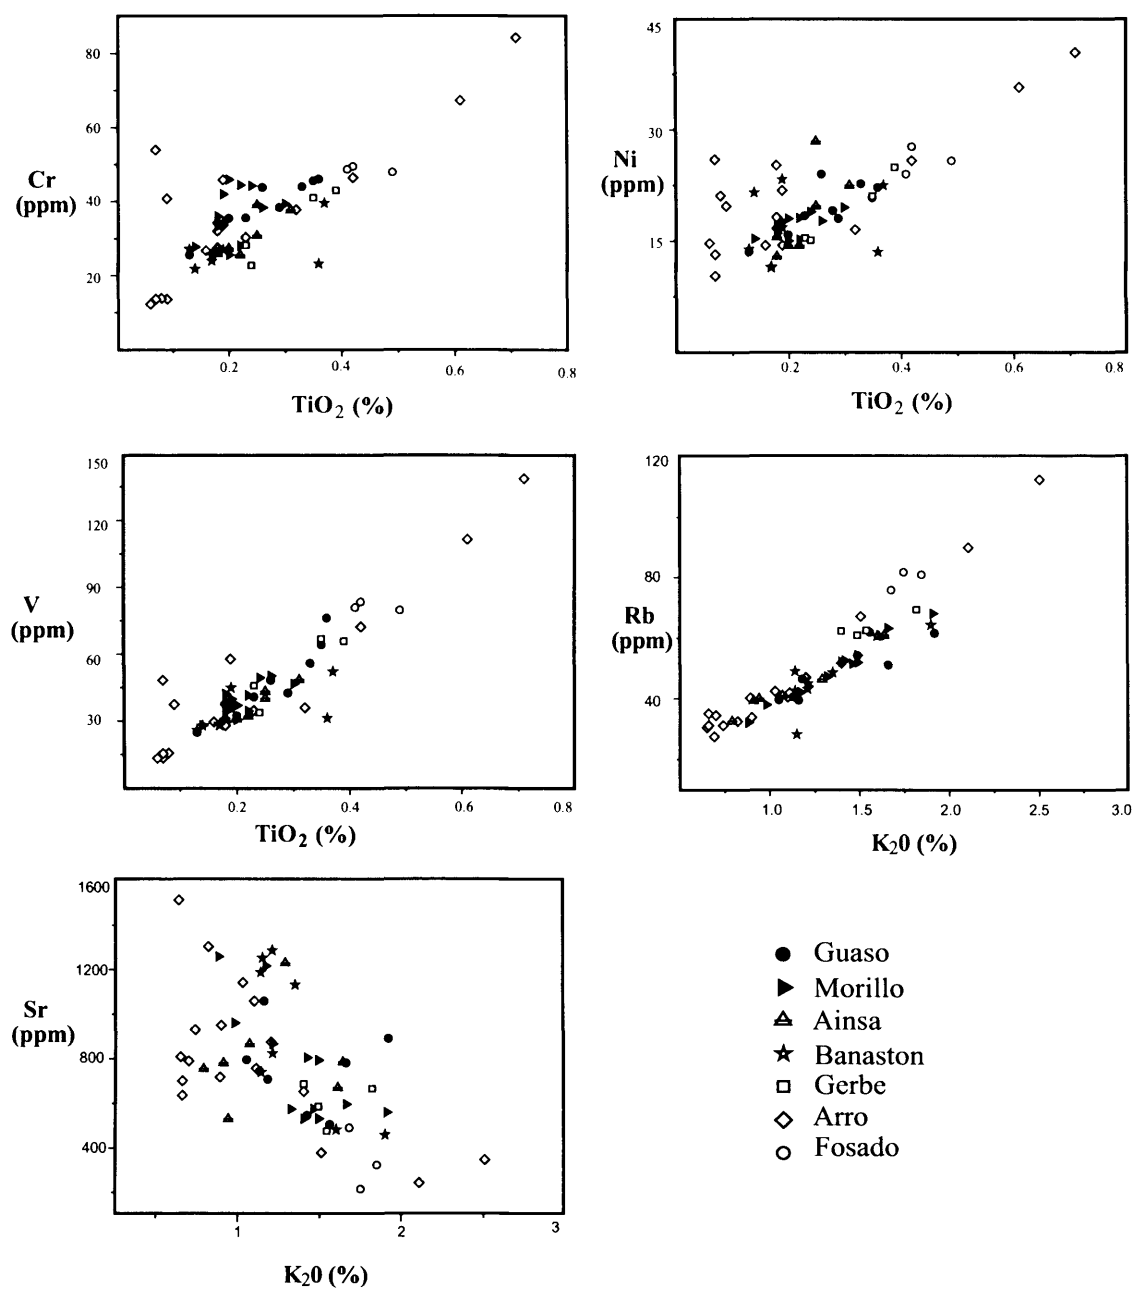 80
60
40
20
Cr
(ppm)
0.2
0.4
0.6
0.8
TiO2 (%)
45
30
15
Ni
(ppm)
0.2
0.4
0.6
0.8
TiO2 (%)
150
120
90
60
30
V
(ppm)
0.2
0.4
0.6
0.8
TiO2 (%)
120
80
40
Rb
(ppm)
1.0
1.5
2.0
2.5
3.0
K20 (%)
1600
1200
800
400
Sr
(ppm)
1
2
3
K20 (%)
Guaso
Morillo
Ainsa
Banaston
Gerbe
Arro
Fosado